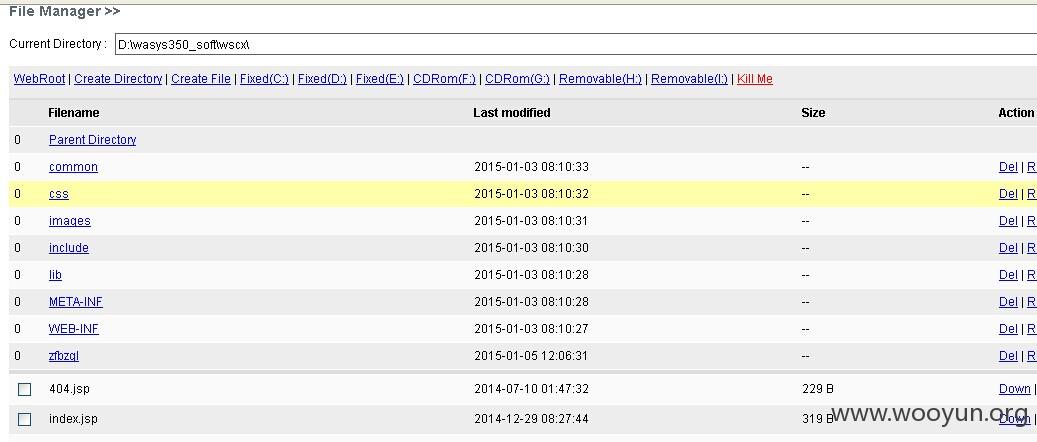 File Manager >>
Current Directory : D:\wasys350_soft\wscx\
WebRoot | Create Directory | Create File | Fixed(C:) | Fixed(D:) | Fixed(E:) | CDRom(F:) | CDRom(G:) | Removable(H:) | Removable(I:) | Kill Me
Filename Last modified Size Action
0 Parent Directory
0 common 2015-01-03 08:10:33 -- Del | R
0 css 2015-01-03 08:10:32 -- Del | R
0 images 2015-01-03 08:10:31 -- Del | R
0 include 2015-01-03 08:10:30 -- Del | R
0 lib 2015-01-03 08:10:28 -- Del | R
0 META-INF 2015-01-03 08:10:28 -- Del | R
0 WEB-INF 2015-01-03 08:10:27 -- Del | R
0 zfbzgl 2015-01-05 12:06:31 -- Del | R
404.jsp 2014-07-10 01:47:32 229 B Down |
index.jsp 2014-12-29 08:27:44 319 B Down |
www.wooyun.org